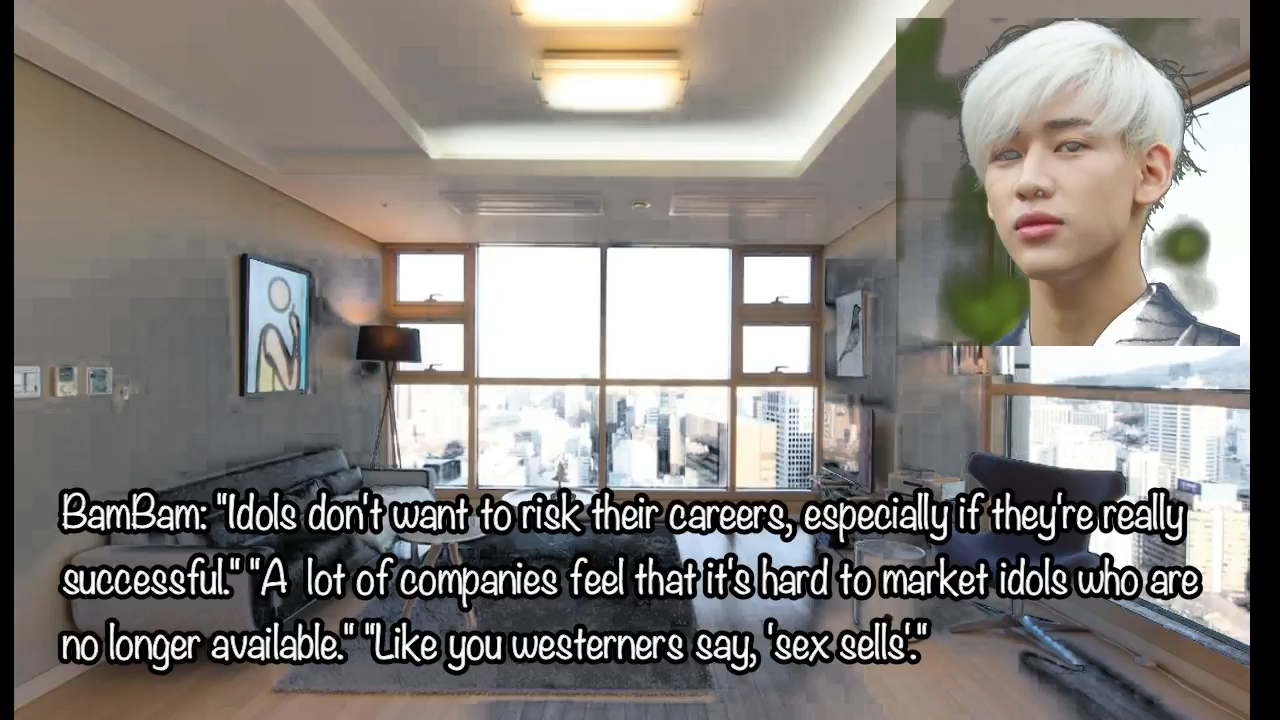 BamBam: "Idols don't want to risk their careers, especially if they're really
successful." "A lot of companies feel that it's hard to market idols who are
no longer available." "Like you westerners say, 'sex sells'."